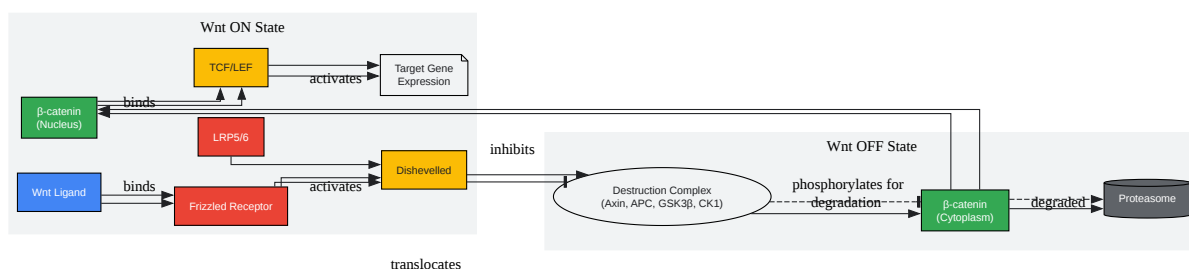 Wnt ON State
TCF/LEF
activates
Target Gene
Expression
binds
β-catenin
(Nucleus)
LRP5/6
Dishevelled
inhibits
Wnt Ligand
binds
Frizzled Receptor
activates
translocates
Wnt OFF State
Destruction Complex
(Axin, APC, GSK3β, CK1)
phosphorylates for
degradation
β-catenin
(Cytoplasm)
degraded
Proteasome